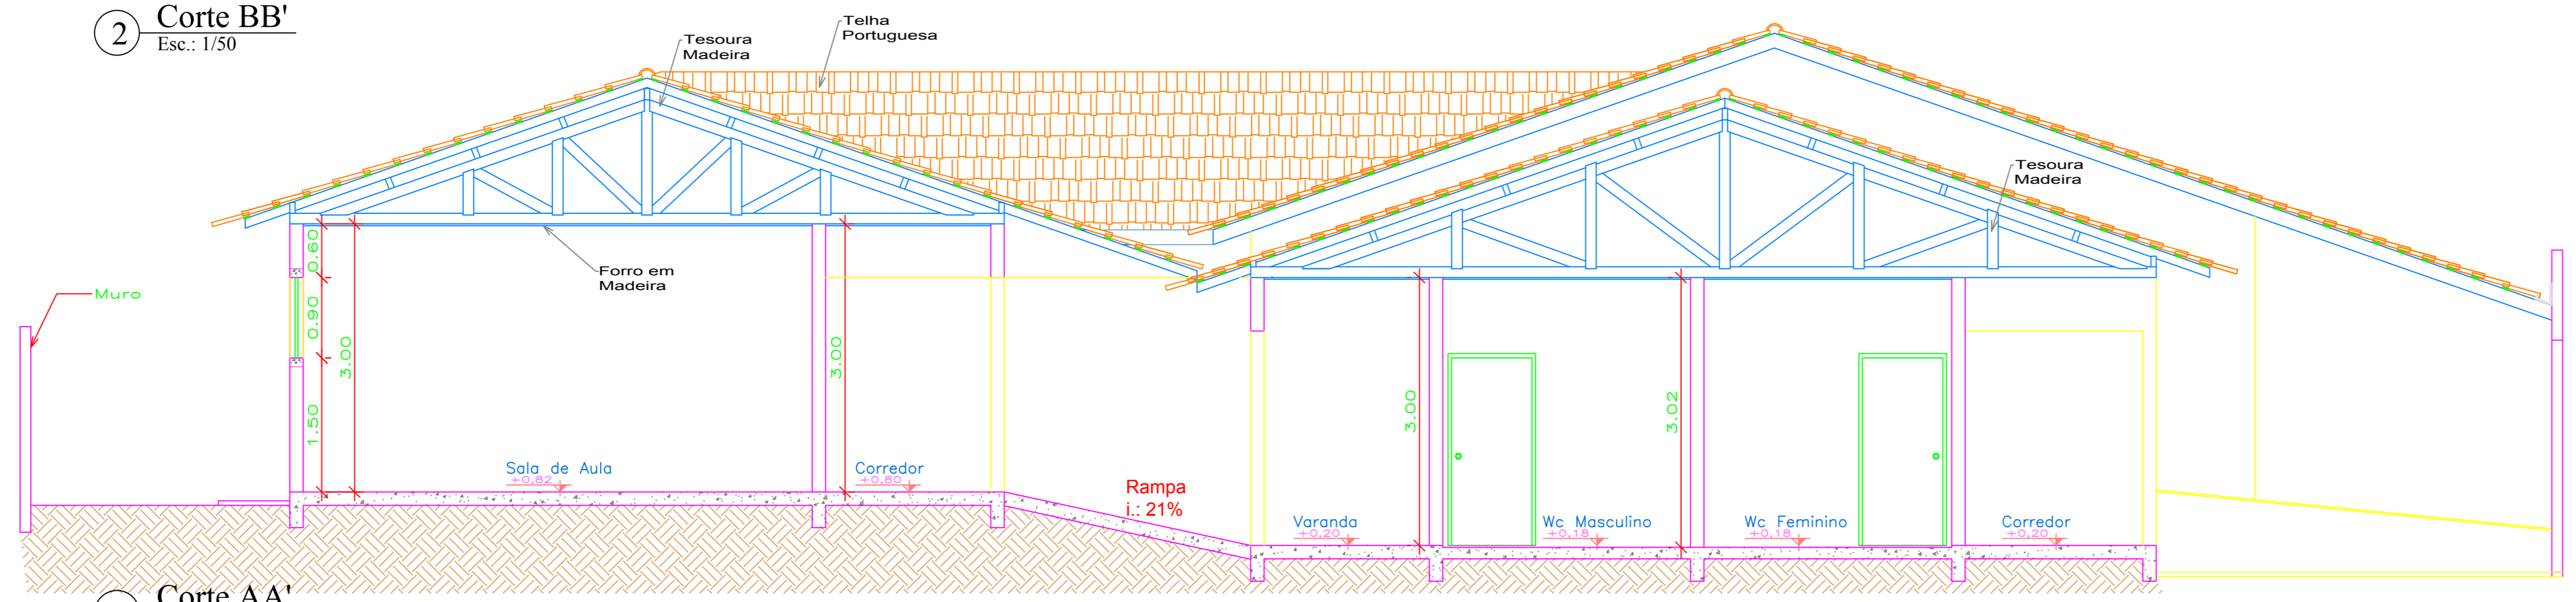 2
Corte BB'
Esc.: 1/50
Telha
Portuguesa
Tesoura
Madeira
Tesoura
Madeira
Forro em
Madeira
Muro
0.60
0.90
1.50
3.00
3.00
3.00
3.02
Sala de Aula
+0,82
Corredor
+0,80
Rampa
i.: 21%
Varanda
+0,20
Wc Masculino
+0,18
Wc Feminino
+0,18
Corredor
+0,20
Corte AA'